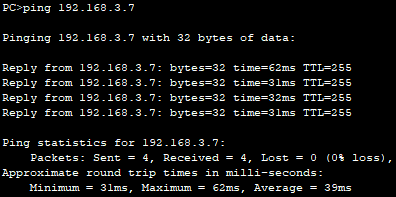 PC>ping 192.168.3.7
Pinging 192.168.3.7 with 32 bytes of data:
Reply from 192.168.3.7: bytes=32 time=62ms TTL=255
Reply from 192.168.3.7: bytes=32 time=31ms TTL=255
Reply from 192.168.3.7: bytes=32 time=32ms TTL=255
Reply from 192.168.3.7: bytes=32 time=31ms TTL=255
Ping statistics for 192.168.3.7:
    Packets: Sent = 4, Received = 4, Lost = 0 (0% loss),
Approximate round trip times in milli-seconds:
    Minimum = 31ms, Maximum = 62ms, Average = 39ms